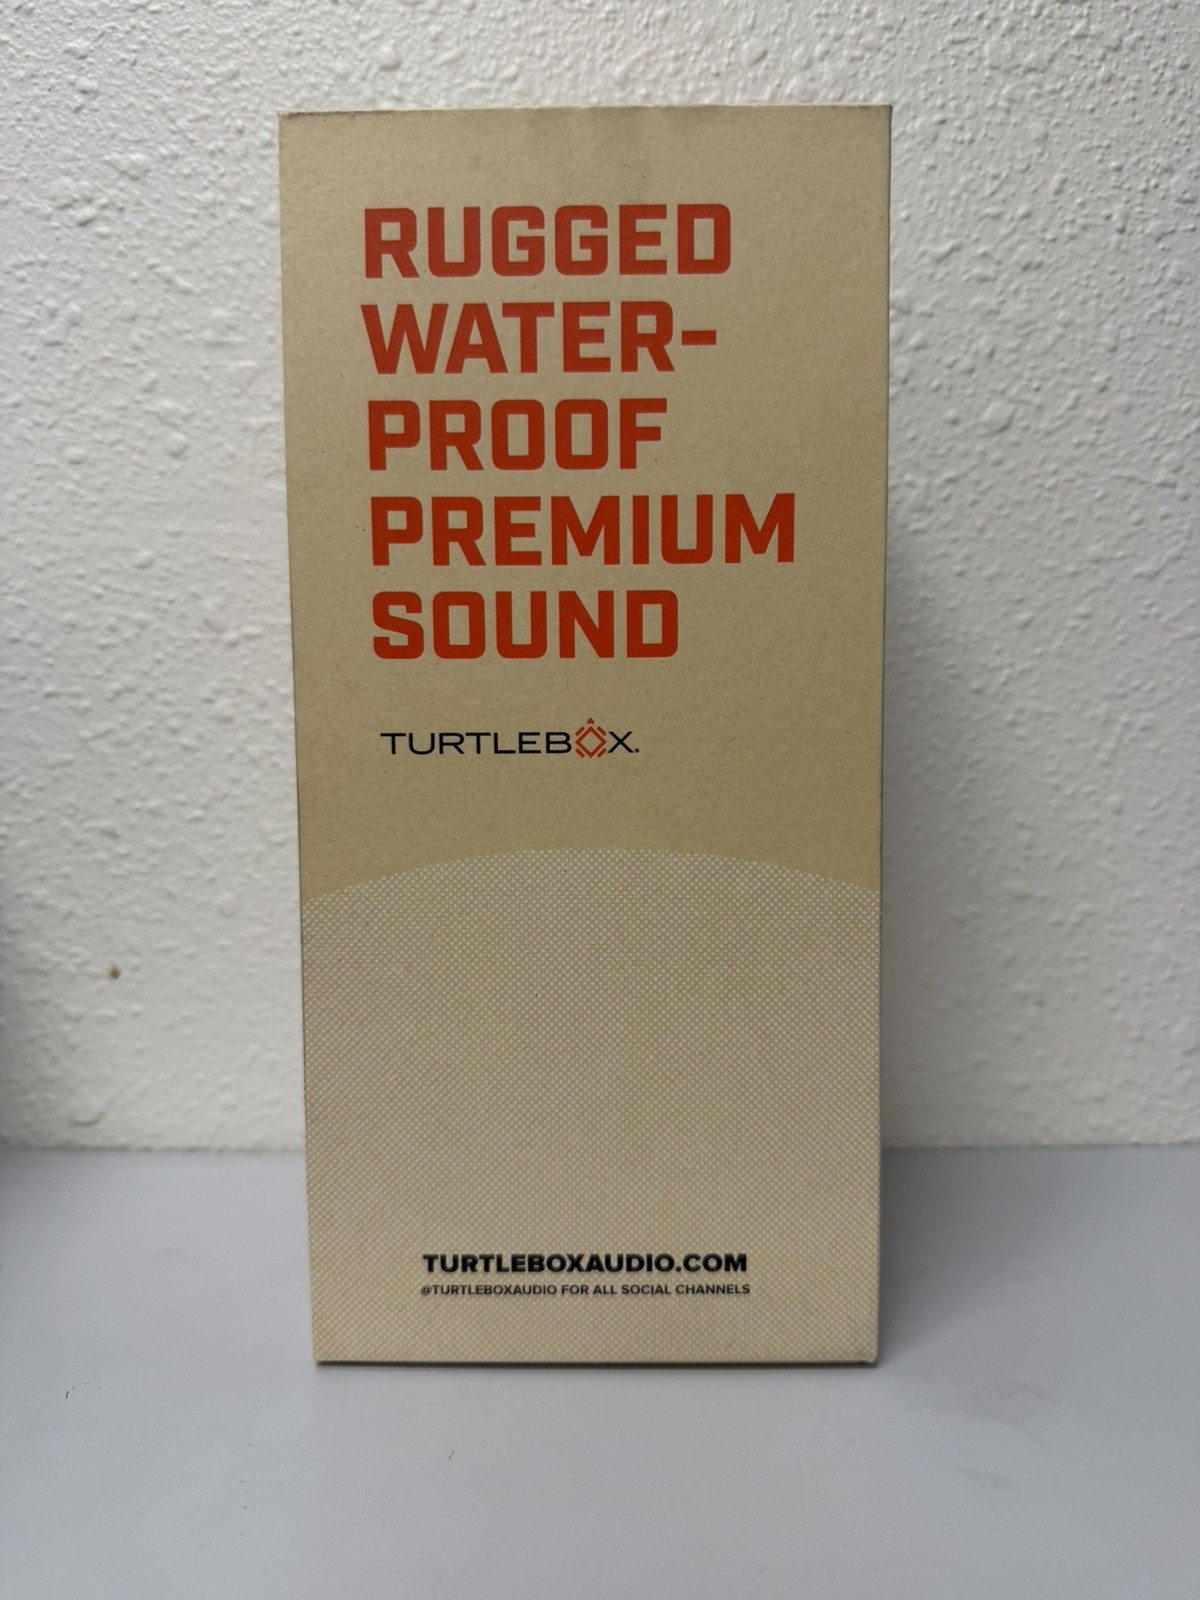 RUGGED
WATER-
PROOF
PREMIUM
SOUND
TURTLEBOX.
TURTLEBOXAUDIO.COM
@TURTLEBOXAUDIO FOR ALL SOCIAL CHANNELS